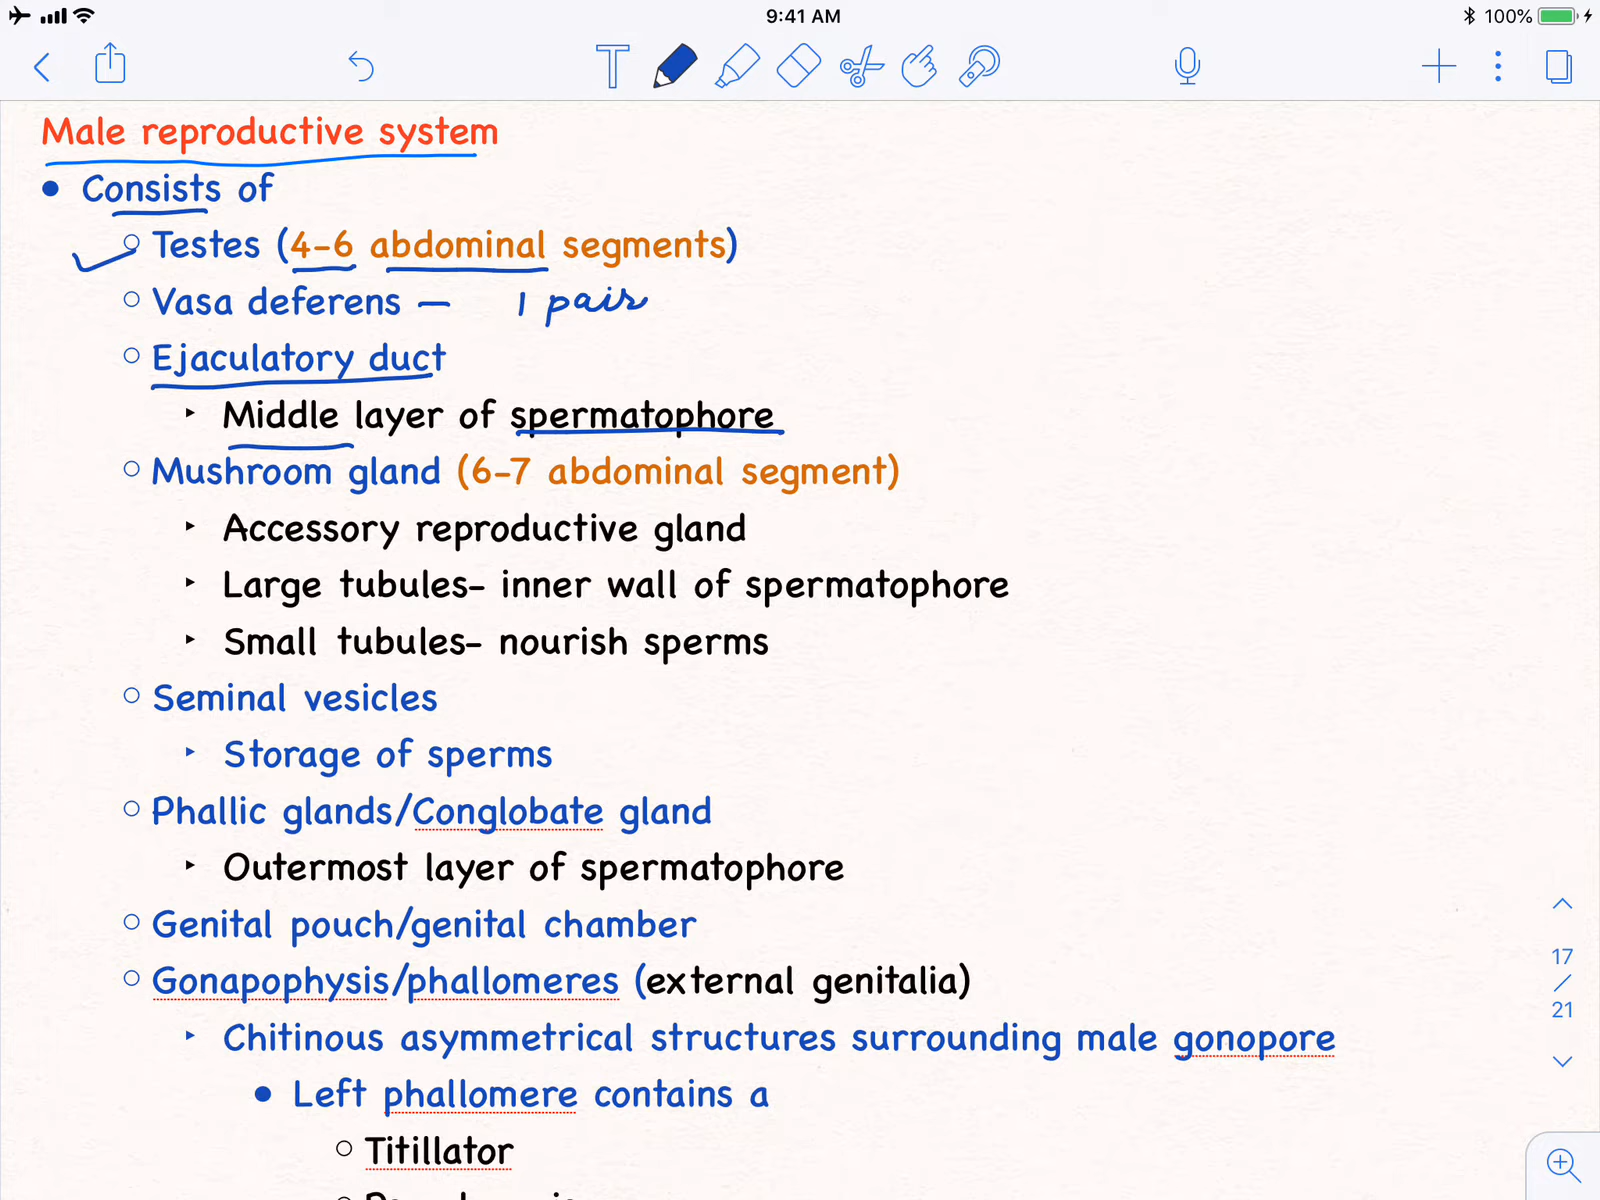 9:41 AM
100%
Male reproductive system
• Consists of
○ Testes (4-6 abdominal segments)
○ Vasa deferens — 1 pair
○ Ejaculatory duct
‣ Middle layer of spermatophore
○ Mushroom gland (6-7 abdominal segment)
‣ Accessory reproductive gland
‣ Large tubules- inner wall of spermatophore
‣ Small tubules- nourish sperms
○ Seminal vesicles
‣ Storage of sperms
○ Phallic glands/Conglobate gland
‣ Outermost layer of spermatophore
○ Genital pouch/genital chamber
○ Gonapophysis/phallomeres (external genitalia)
‣ Chitinous asymmetrical structures surrounding male gonopore
• Left phallomere contains a
○ Titillator
17
/
21